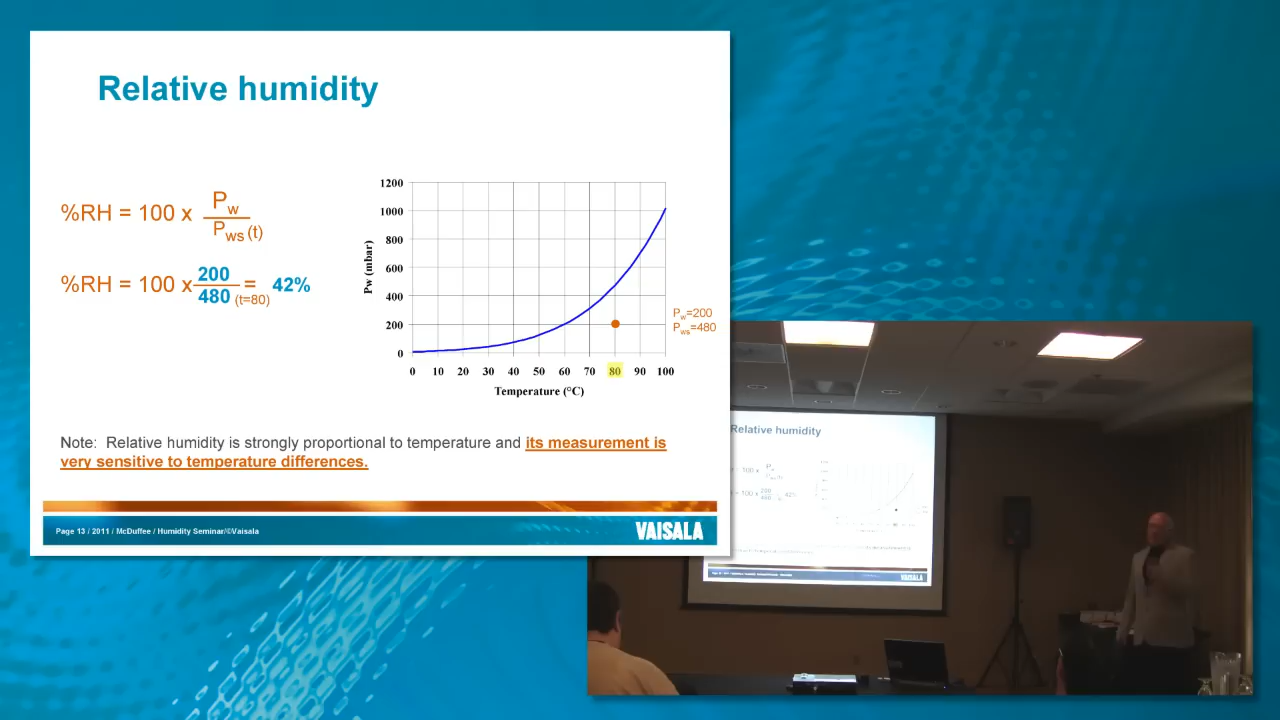 Relative humidity
%RH = 100 x Pw / Pws (t)
%RH = 100 x 200 / 480 (t=80) = 42%
1200
1000
800
600
400
200
0
Pw (mbar)
0 10 20 30 40 50 60 70 80 90 100
Temperature (°C)
Pw=200
Pws=480
Note: Relative humidity is strongly proportional to temperature and its measurement is
very sensitive to temperature differences.
Page 13 / 2011 / McDuffee / Humidity Seminar/©Vaisala
VAISALA
Relative humidity
VAISALA